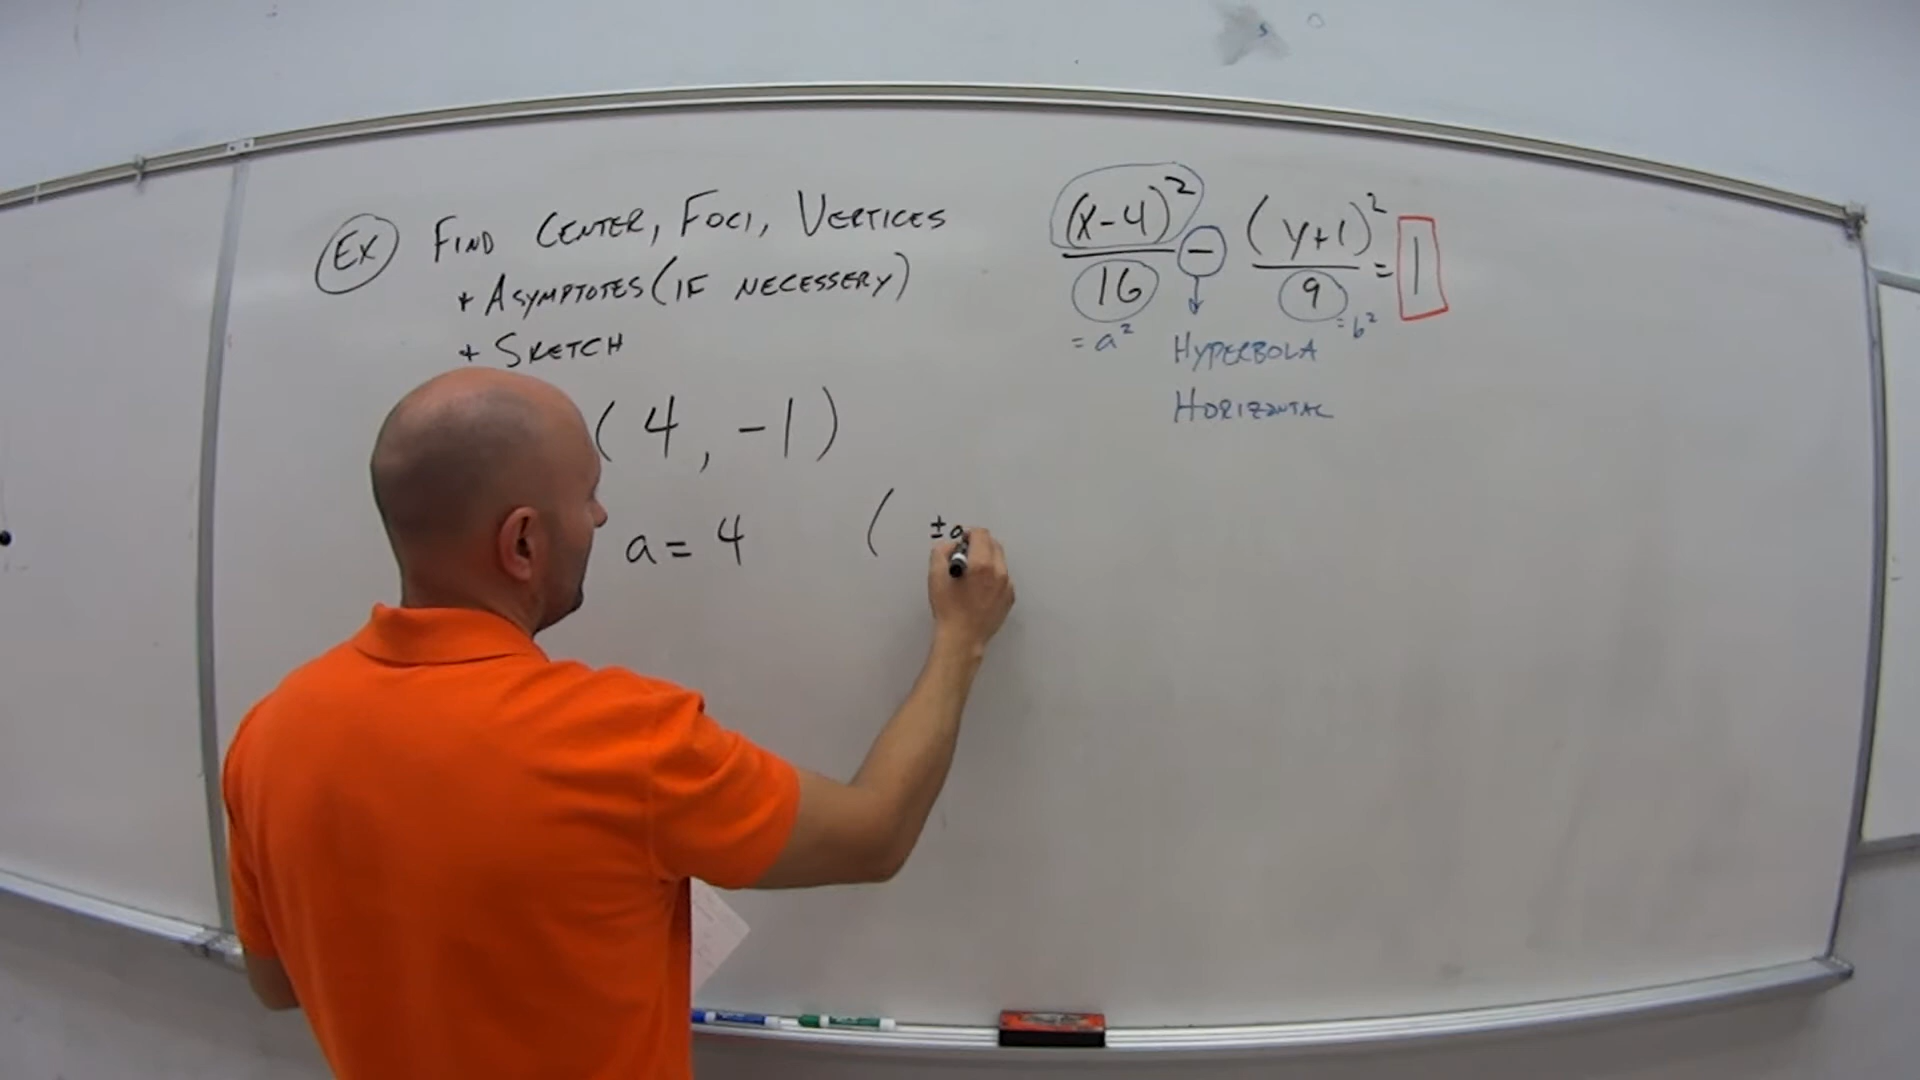 EX FIND CENTER, FOCI, VERTICES
+ ASYMPTOTES (IF NECESSERY)
+ SKETCH
(x-4)² / 16 - (y+1)² / 9 = 1
= a²
= b²
HYPERBOLA
HORIZONTAL
(4, -1)
a = 4 ( ±a